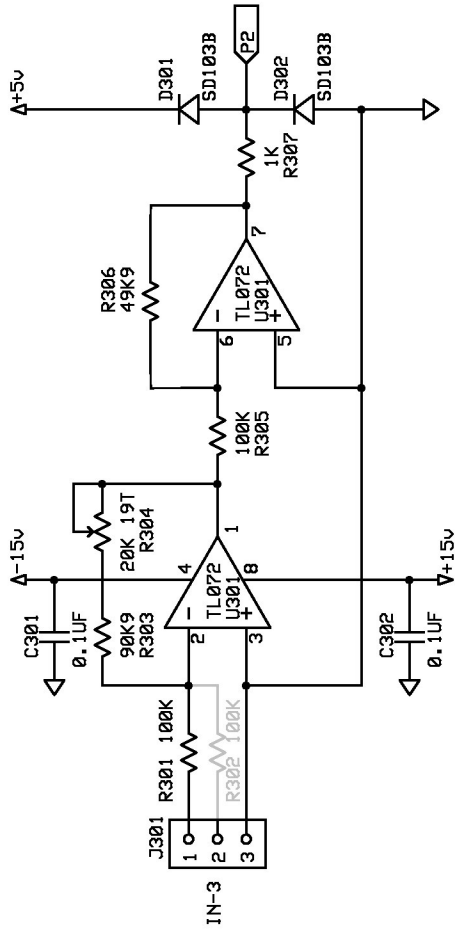 +5v
D301
SD103B
P2
D302
SD103B
1K
R307
R306
49K9
7
TL072
U301
-
+
6
5
100K
R305
-15v
20K 19T
R304
1
4
8
TL072
U301
-
+
2
3
+15v
C301
0.1UF
90K9
R303
C302
0.1UF
R301 100K
R302 100K
J301
1
2
3
IN-3